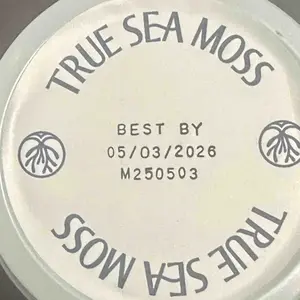 TRUE SEA MOSS
BEST BY
05/03/2026
M250503
TRUE SEA MOSS